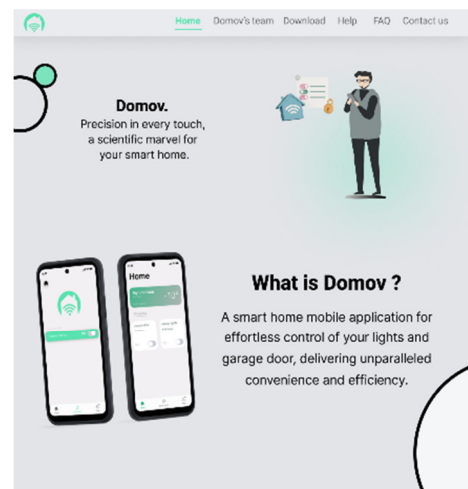 Home Domov's team Download Help FAQ Contact us
Domov.
Precision in every touch,
a scientific marvel for
your smart home.
Home
What is Domov ?
A smart home mobile application for
effortless control of your lights and
garage door, delivering unparalleled
convenience and efficiency.